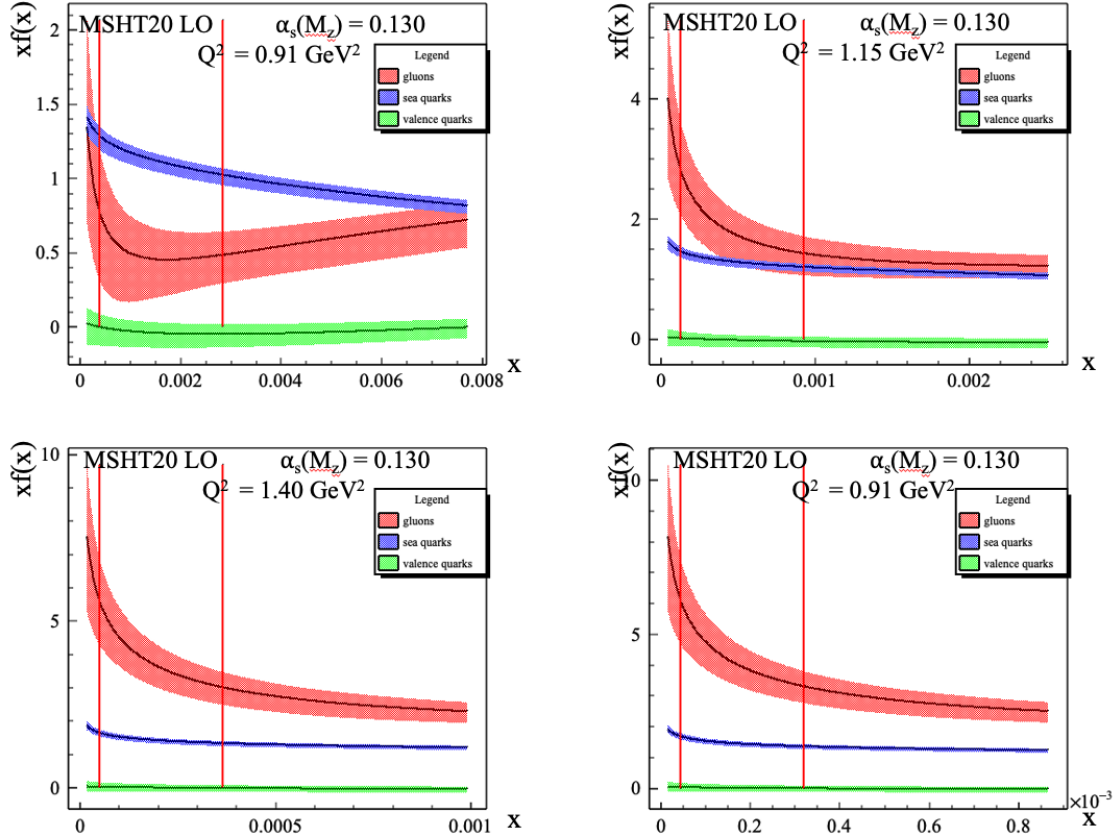 MSHT20 LO αs(Mz) = 0.130
Q² = 0.91 GeV²
Legend
gluons
sea quarks
valence quarks
xf(x)
2
1.5
1
0.5
0
0 0.002 0.004 0.006 0.008
x
MSHT20 LO αs(Mz) = 0.130
Q² = 1.15 GeV²
Legend
gluons
sea quarks
valence quarks
xf(x)
4
2
0
0 0.001 0.002
x
MSHT20 LO αs(Mz) = 0.130
Q² = 1.40 GeV²
Legend
gluons
sea quarks
valence quarks
xf(x)
10
5
0
0 0.0005 0.001
x
MSHT20 LO αs(Mz) = 0.130
Q² = 0.91 GeV²
Legend
gluons
sea quarks
valence quarks
xf(x)
10
5
0
0 0.2 0.4 0.6 0.8
×10⁻³
x